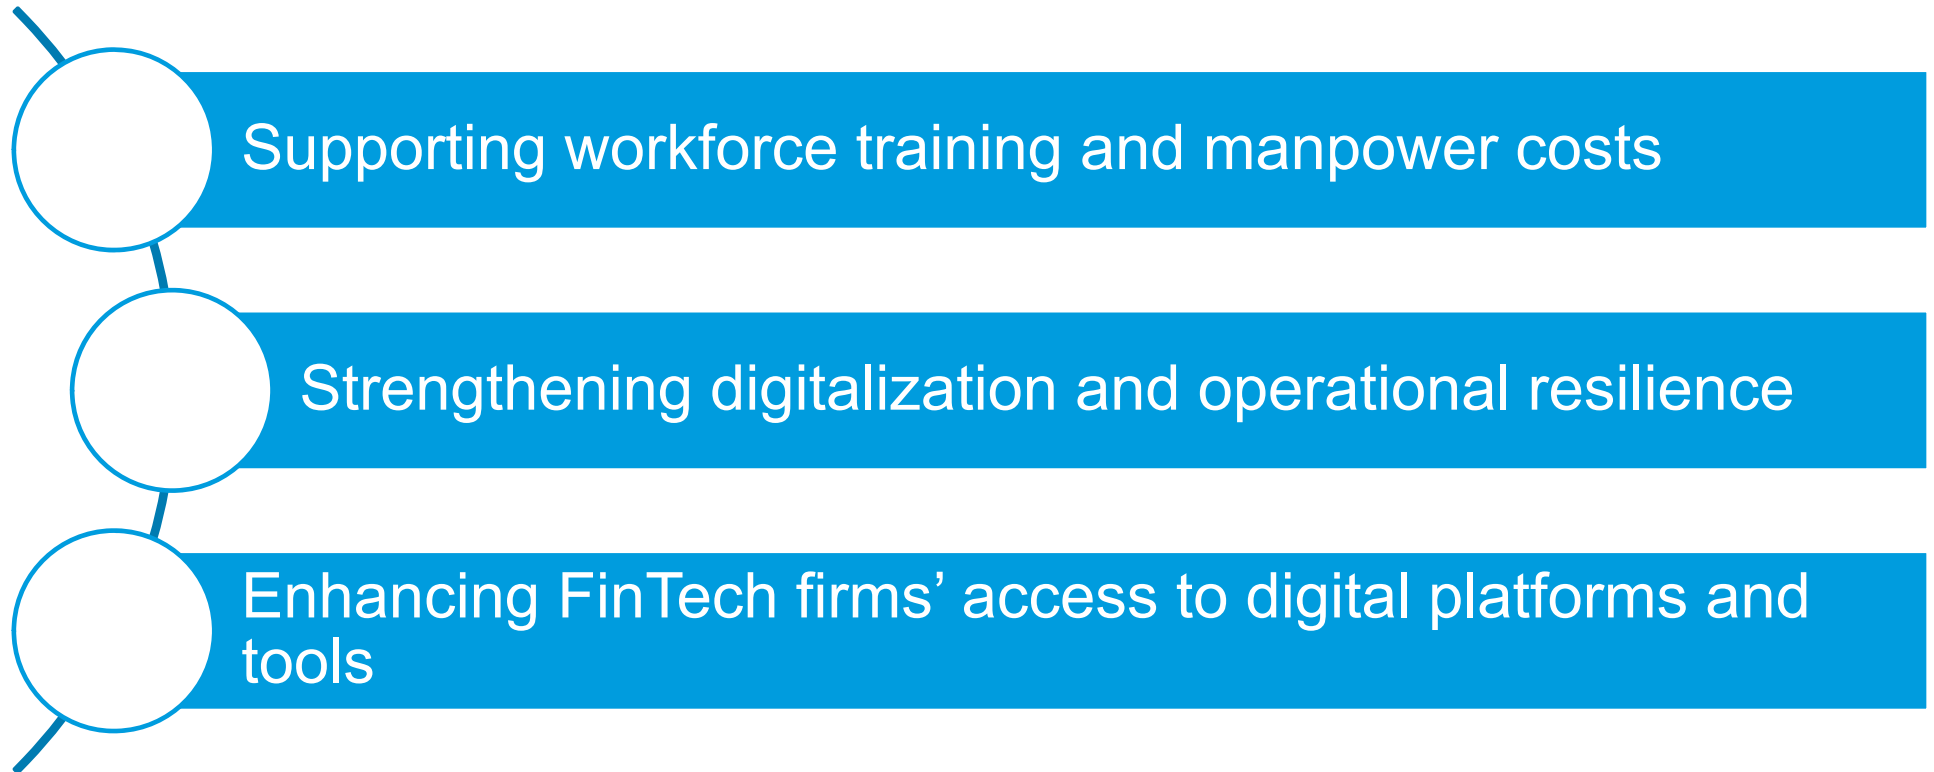 Supporting workforce training and manpower costs
Strengthening digitalization and operational resilience
Enhancing FinTech firms’ access to digital platforms and
tools